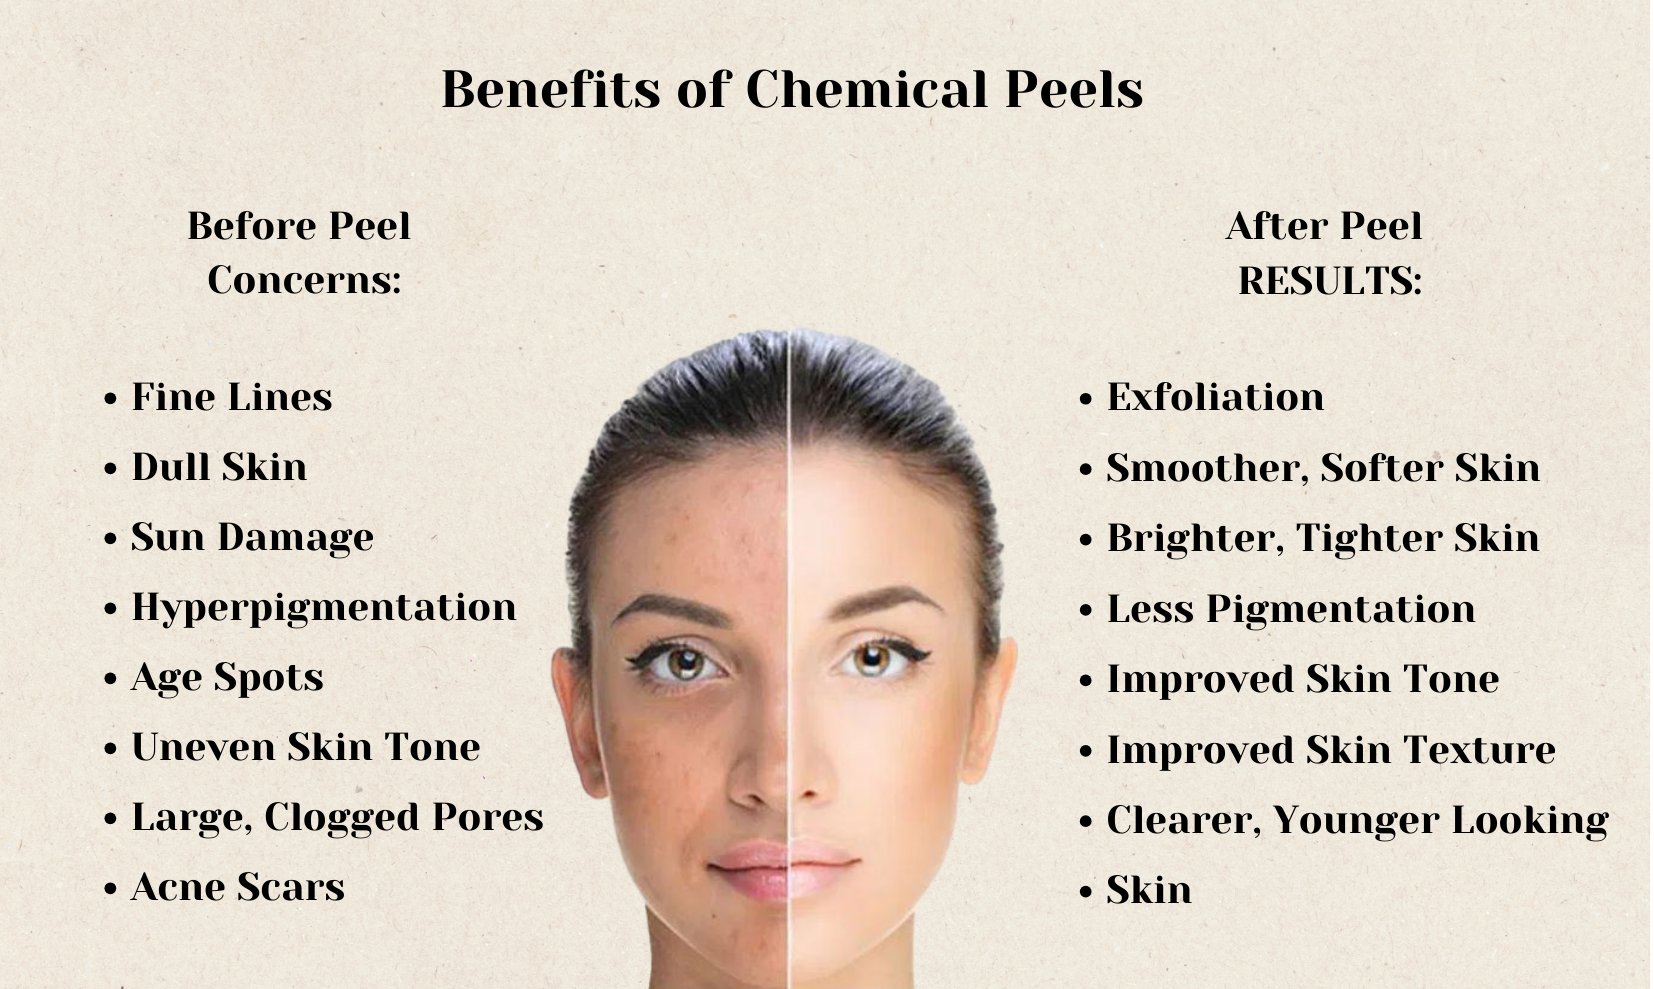 Benefits of Chemical Peels
Before Peel
Concerns:
• Fine Lines
• Dull Skin
• Sun Damage
• Hyperpigmentation
• Age Spots
• Uneven Skin Tone
• Large, Clogged Pores
• Acne Scars
After Peel
RESULTS:
• Exfoliation
• Smoother, Softer Skin
• Brighter, Tighter Skin
• Less Pigmentation
• Improved Skin Tone
• Improved Skin Texture
• Clearer, Younger Looking
• Skin